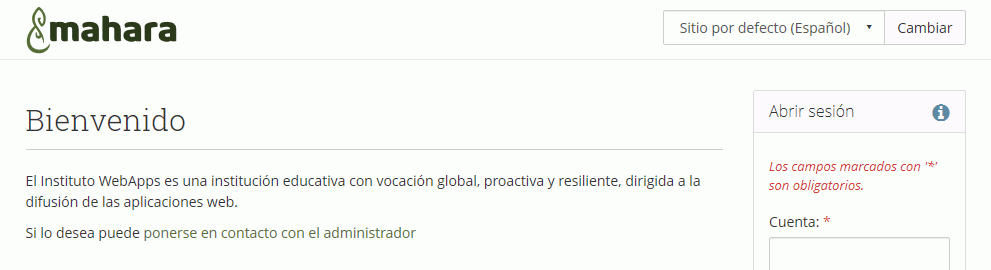 mahara
Sitio por defecto (Español)
Cambiar
Bienvenido
El Instituto WebApps es una institución educativa con vocación global, proactiva y resiliente, dirigida a la
difusión de las aplicaciones web.
Si lo desea puede ponerse en contacto con el administrador
Abrir sesión
Los campos marcados con '*'
son obligatorios.
Cuenta: *